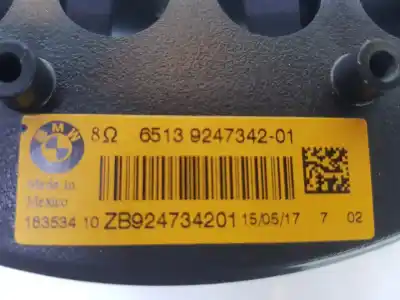 BMW 8Ω 6513 9247342-01
Made in
Mexico
183534 10 ZB924734201 15/05/17 7 02